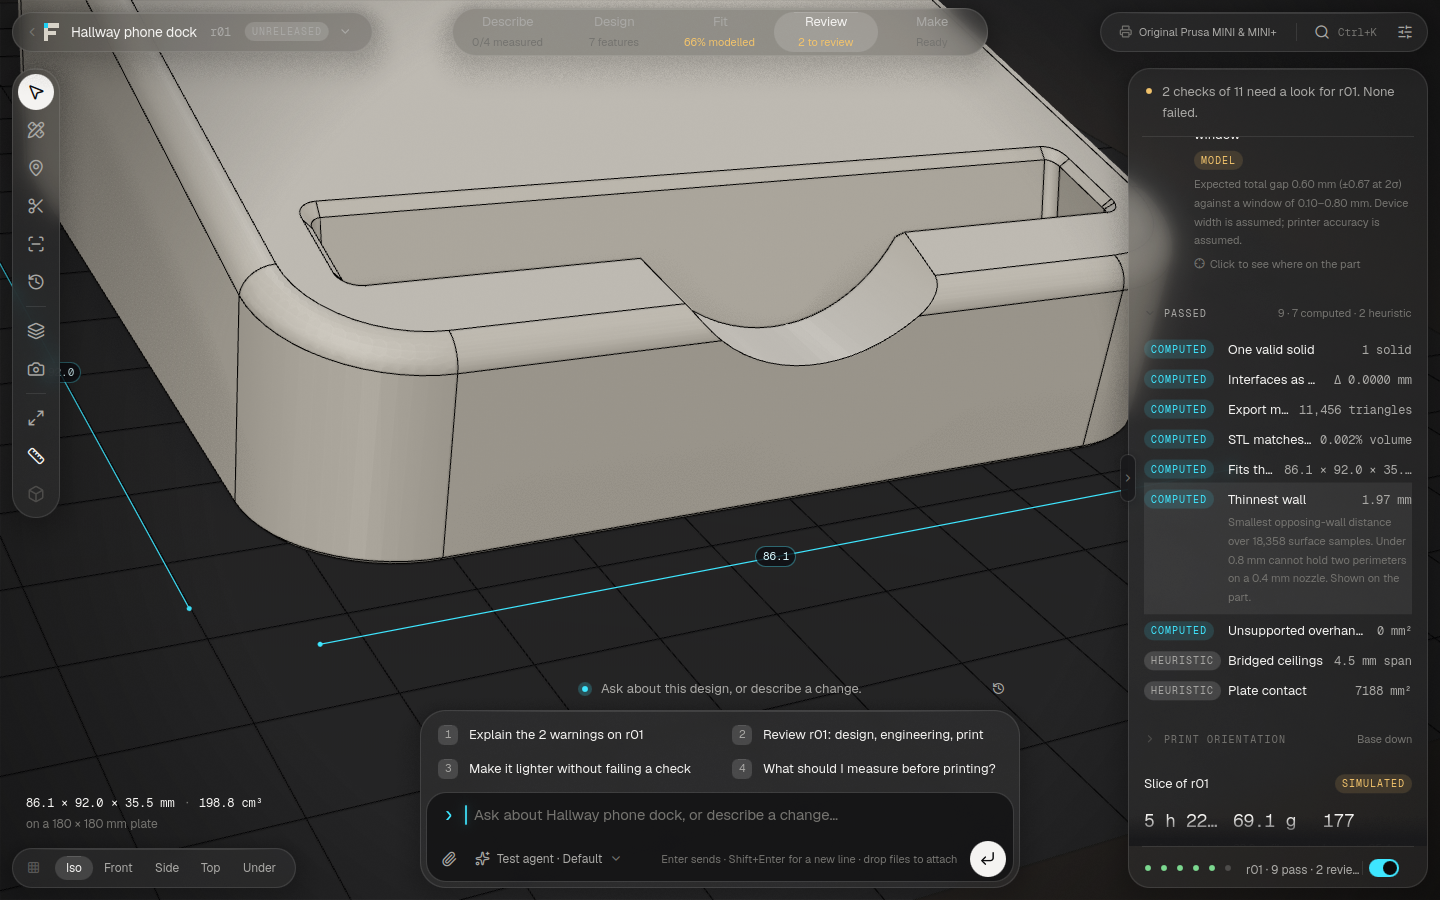 Hallway phone dock r01 UNRELEASED
Describe
0/4 measured
Design
7 features
Fit
66% modelled
Review
2 to review
Make
Ready
Original Prusa MINI & MINI+
Ctrl+K
2 checks of 11 need a look for r01. None
failed.
window
MODEL
Expected total gap 0.60 mm (±0.67 at 2σ)
against a window of 0.10–0.80 mm. Device
width is assumed; printer accuracy is
assumed.
Click to see where on the part
PASSED 9 · 7 computed · 2 heuristic
COMPUTED One valid solid 1 solid
COMPUTED Interfaces as … Δ 0.0000 mm
COMPUTED Export m… 11,456 triangles
COMPUTED STL matches… 0.002% volume
COMPUTED Fits th… 86.1 × 92.0 × 35.…
COMPUTED Thinnest wall 1.97 mm
Smallest opposing-wall distance
over 18,358 surface samples. Under
0.8 mm cannot hold two perimeters
on a 0.4 mm nozzle. Shown on the
part.
COMPUTED Unsupported overhan… 0 mm²
HEURISTIC Bridged ceilings 4.5 mm span
HEURISTIC Plate contact 7188 mm²
PRINT ORIENTATION Base down
Slice of r01 SIMULATED
5 h 22… 69.1 g 177
r01 · 9 pass · 2 revie…
86.1
Ask about this design, or describe a change.
1 Explain the 2 warnings on r01
2 Review r01: design, engineering, print
3 Make it lighter without failing a check
4 What should I measure before printing?
Ask about Hallway phone dock, or describe a change…
Test agent · Default
Enter sends · Shift+Enter for a new line · drop files to attach
86.1 × 92.0 × 35.5 mm · 198.8 cm³
on a 180 × 180 mm plate
Iso Front Side Top Under